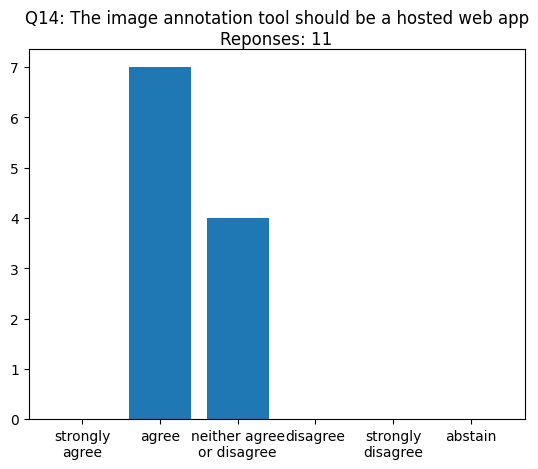 Q14: The image annotation tool should be a hosted web app
Reponses: 11
7
6
5
4
3
2
1
0
strongly agree neither agree disagree strongly abstain
agree or disagree disagree